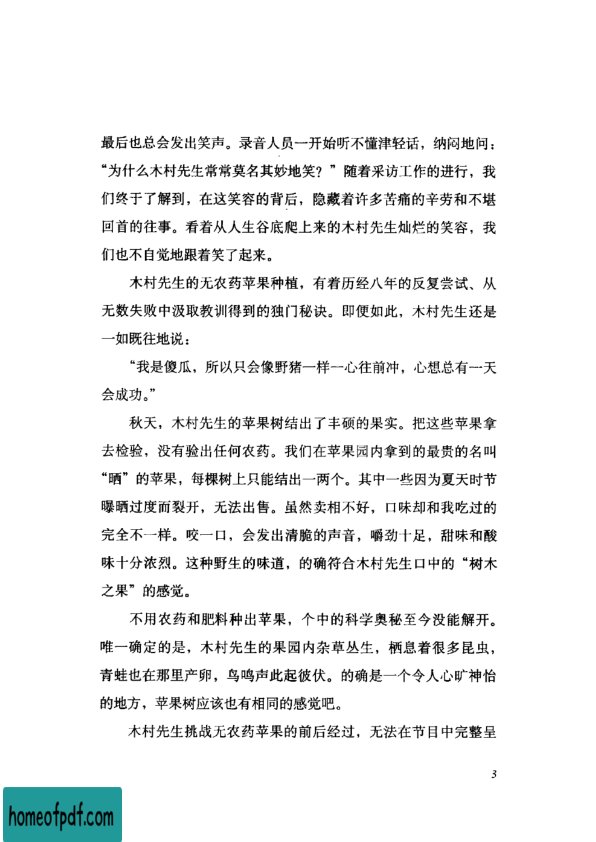 最后也总会发出笑声。录音人员一开始听不懂津轻话，纳闷地问：
“为什么木村先生常常莫名其妙地笑？”随着采访工作的进行，我
们终于了解到，在这笑容的背后，隐藏着许多苦痛的辛劳和不堪
回首的往事。看着从人生谷底爬上来的木村先生灿烂的笑容，我
们也不自觉地跟着笑了起来。
木村先生的无农药苹果种植，有着历经八年的反复尝试、从
无数失败中汲取教训得到的独门秘诀。即便如此，木村先生还是
一如既往地说：
“我是傻瓜，所以只会像野猪一样一心往前冲，心想总有一天
会成功。”
秋天，木村先生的苹果树结出了丰硕的果实。把这些苹果拿
去检验，没有验出任何农药。我们在苹果园内拿到的最贵的名叫
“晒”的苹果，每棵树上只能结出一两个。其中一些因为夏天时节
曝晒过度而裂开，无法出售。虽然卖相不好，口味却和我吃过的
完全不一样。咬一口，会发出清脆的声音，嚼劲十足，甜味和酸
味十分浓烈。这种野生的味道，的确符合木村先生口中的“树木
之果”的感觉。
不用农药和肥料种出苹果，个中的科学奥秘至今没能解开。
唯一确定的是，木村先生的果园内杂草丛生，栖息着很多昆虫，
青蛙也在那里产卵，鸟鸣声此起彼伏。的确是一个令人心旷神怡
的地方，苹果树应该也有相同的感觉吧。
木村先生挑战无农药苹果的前后经过，无法在节目中完整呈
3
homeofpdf.com